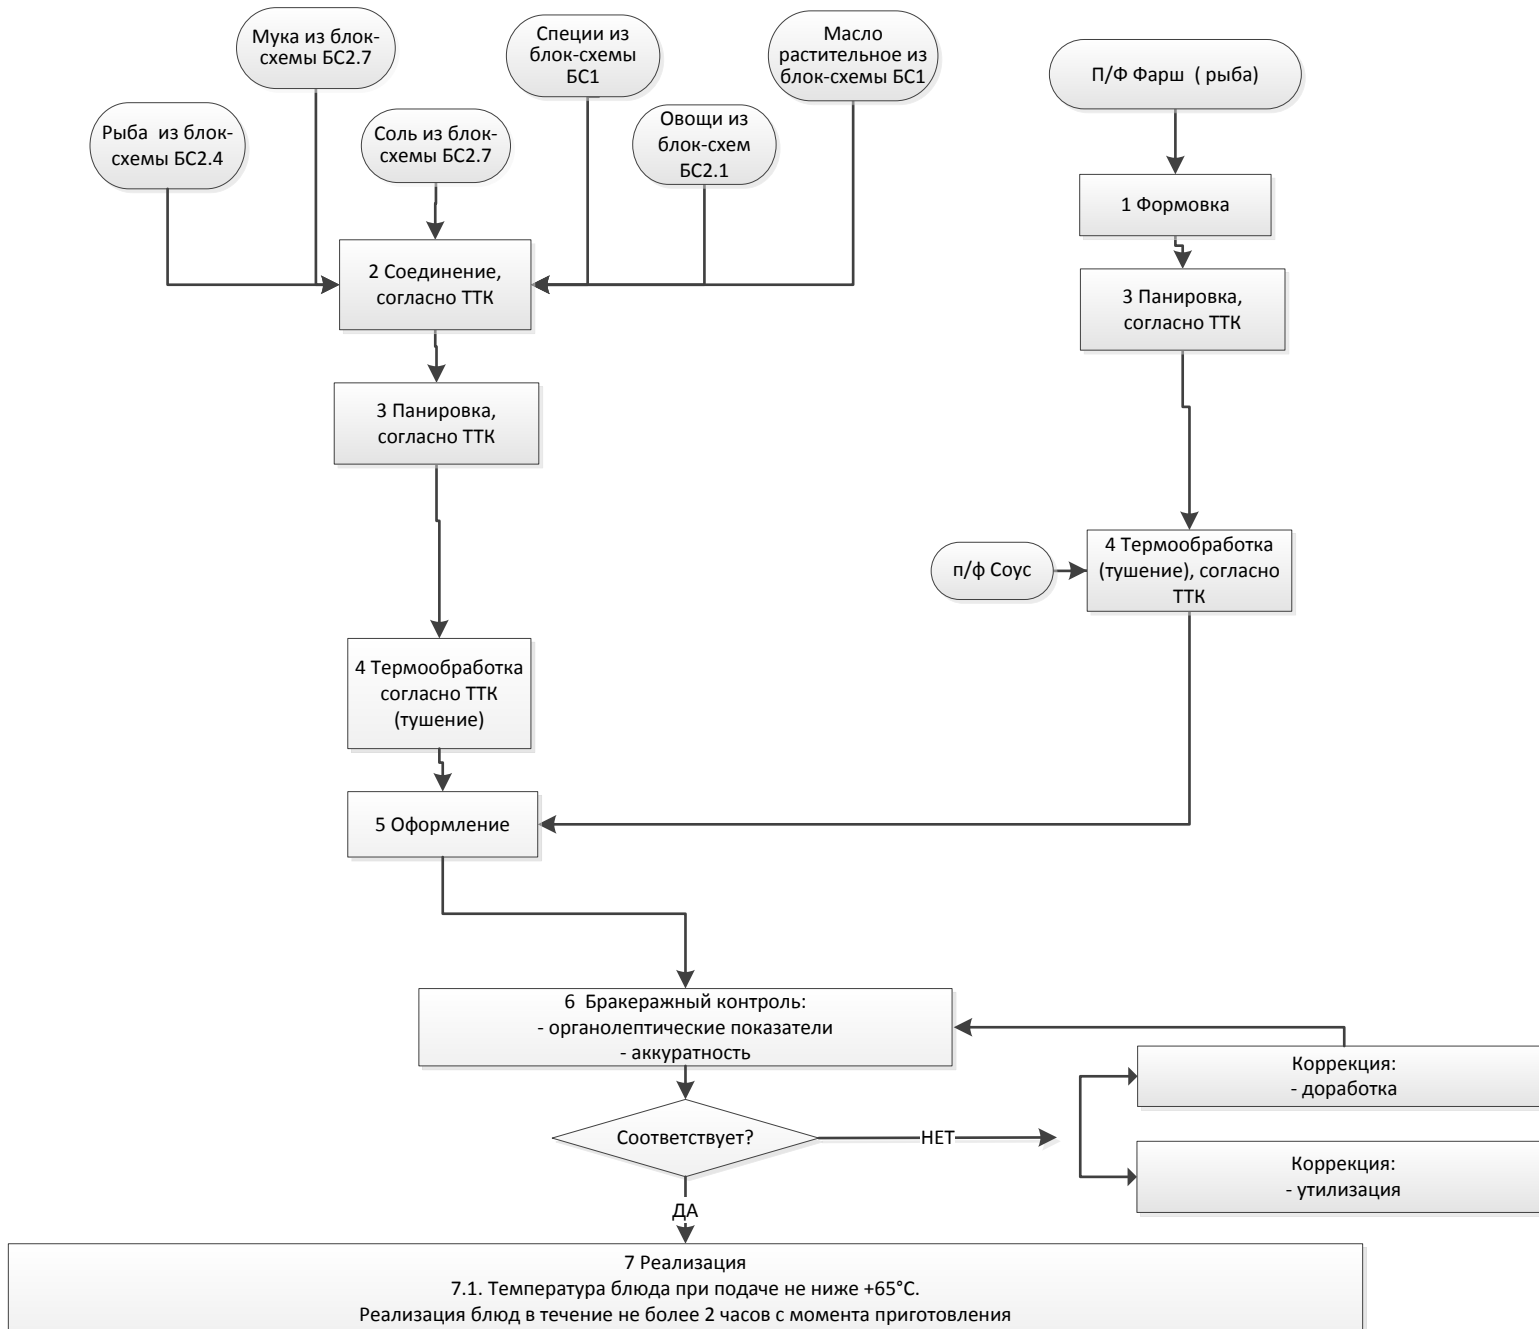 Мука из блок-
схемы БС2.7
Специи из
блок-схемы
БС1
Масло
растительное из
блок-схемы БС1
П/Ф Фарш ( рыба)
Рыба из блок-
схемы БС2.4
Соль из блок-
схемы БС2.7
Овощи из
блок-схем
БС2.1
1 Формовка
2 Соединение,
согласно ТТК
3 Панировка,
согласно ТТК
3 Панировка,
согласно ТТК
п/ф Соус
4 Термообработка
(тушение), согласно
ТТК
4 Термообработка
согласно ТТК
(тушение)
5 Оформление
6 Бракеражный контроль:
- органолептические показатели
- аккуратность
Коррекция:
- доработка
Соответствует?
НЕТ
Коррекция:
- утилизация
ДА
7 Реализация
7.1. Температура блюда при подаче не ниже +65°С.
Реализация блюд в течение не более 2 часов с момента приготовления